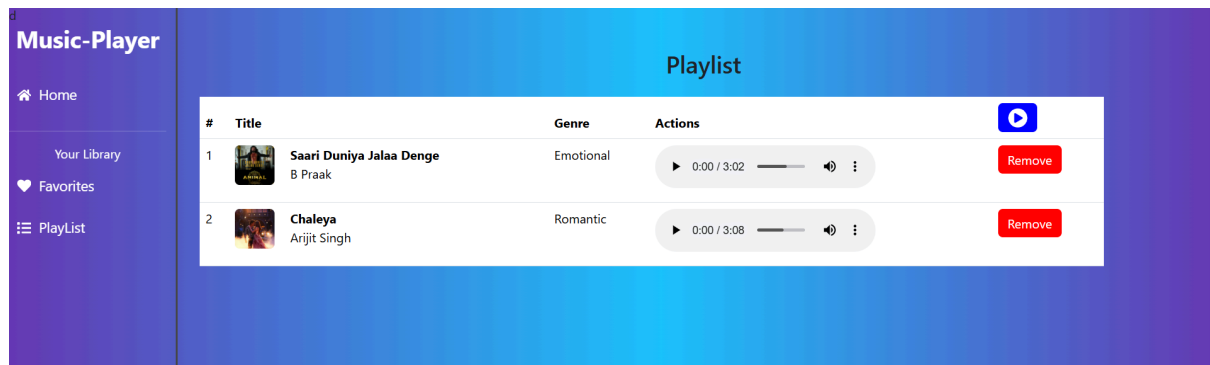 d
Music-Player
Home
Your Library
Favorites
PlayList
Playlist
# Title Genre Actions
1 Saari Duniya Jalaa Denge Emotional 0:00 / 3:02 Remove
B Praak
ANIMAL
2 Chaleya Romantic 0:00 / 3:08 Remove
Arijit Singh